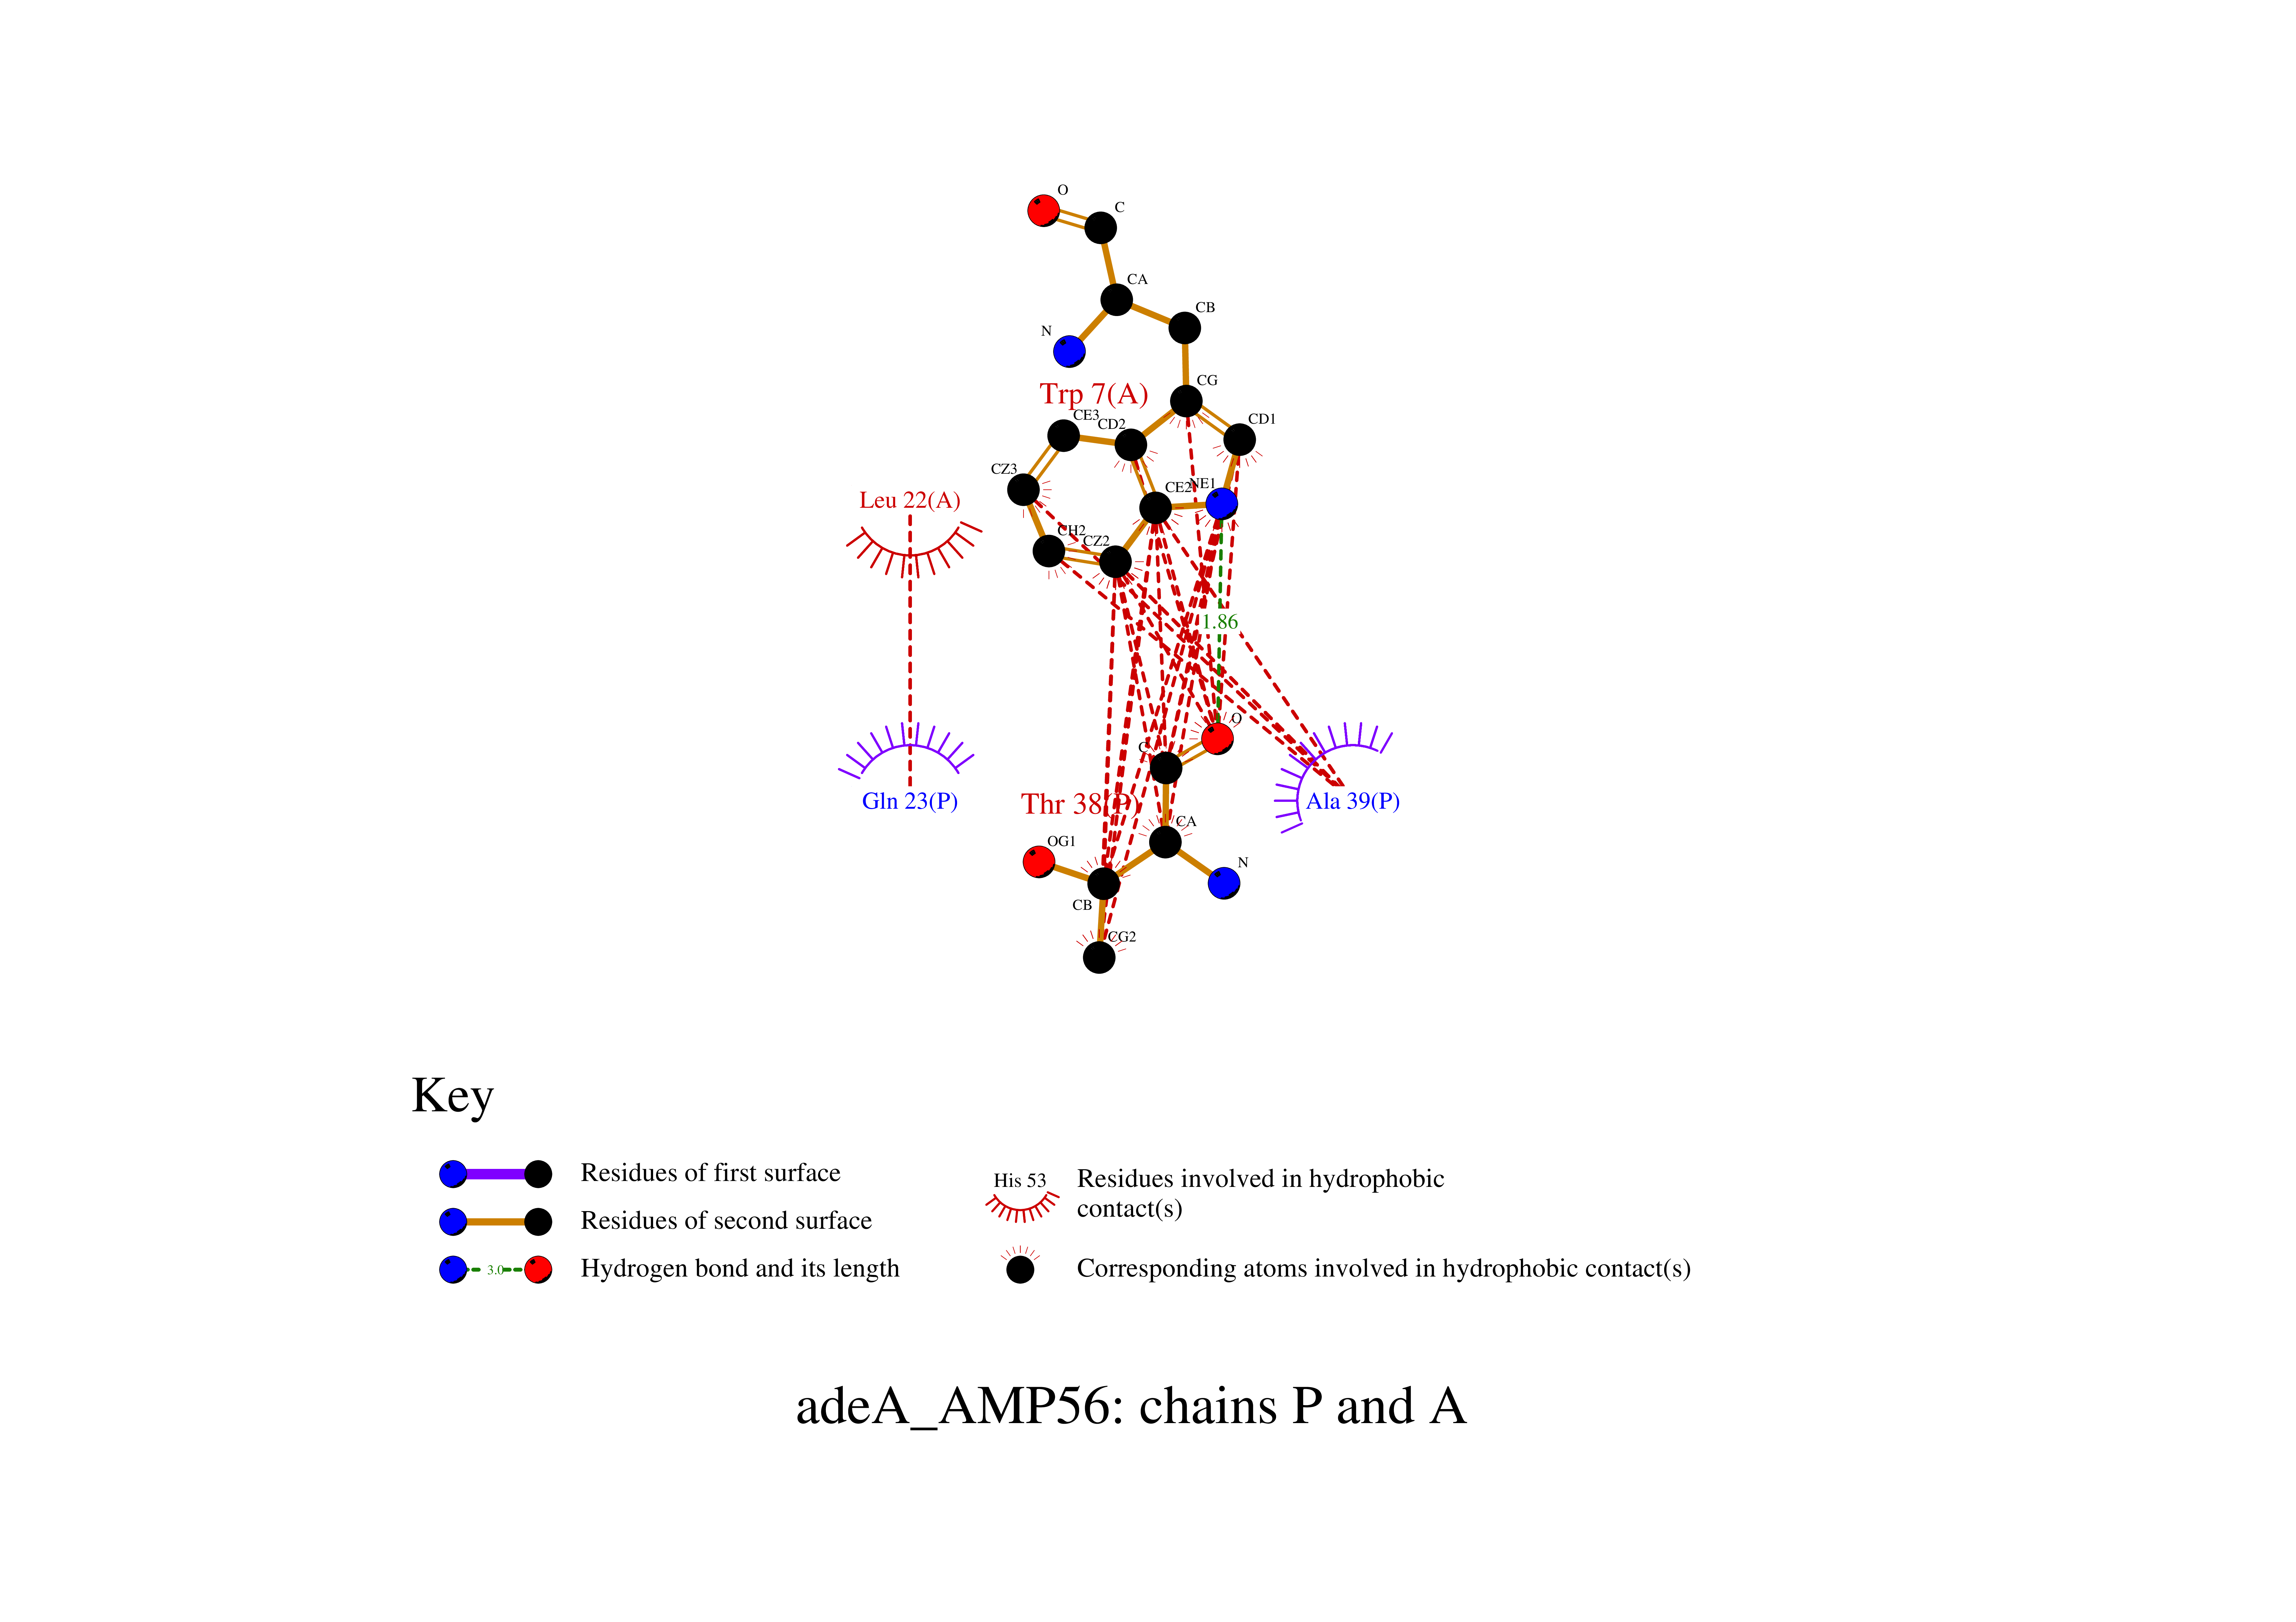 O
C
CA
CB
N
CG
Trp 7(A)
CE3
CD2
CD1
CZ3
CE2
NE1
Leu 22(A)
CH2
CZ2
1.86
O
C
Gln 23(P)
Thr 38(P)
Ala 39(P)
CA
OG1
N
CB
CG2
Key
Residues of first surface
Residues of second surface
3.0
Hydrogen bond and its length
His 53
Residues involved in hydrophobic
contact(s)
Corresponding atoms involved in hydrophobic contact(s)
adeA_AMP56: chains P and A